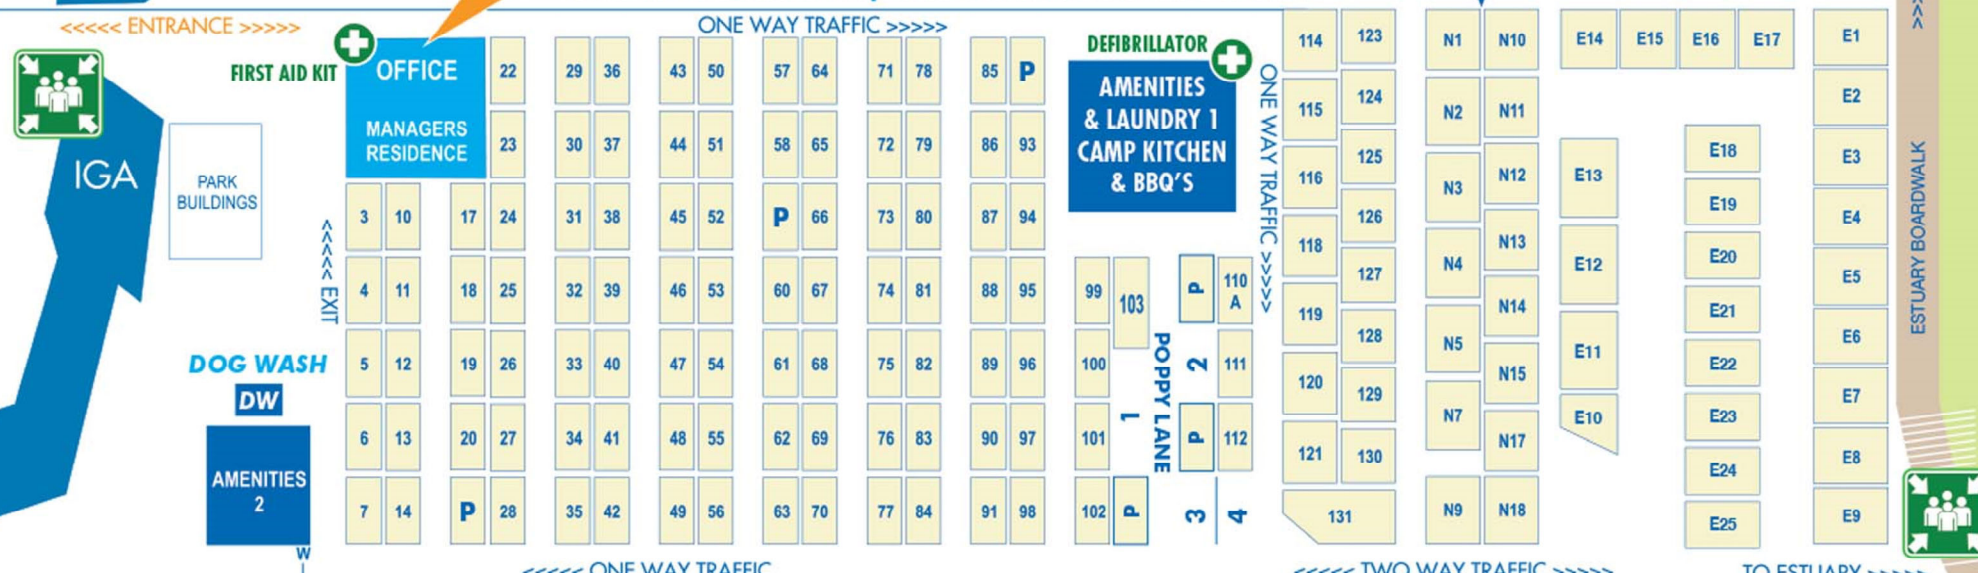 <<<<< ENTRANCE >>>>>
ONE WAY TRAFFIC >>>>>
FIRST AID KIT
OFFICE
MANAGERS
RESIDENCE
DEFIBRILLATOR
AMENITIES
& LAUNDRY 1
CAMP KITCHEN
& BBQ'S
IGA
PARK
BUILDINGS
<<<<< EXIT
DOG WASH
DW
AMENITIES
2
W
3 10 17 24
4 11 18 25
5 12 19 26
6 13 20 27
7 14 P 28
22
23
29 36
30 37
31 38
32 39
33 40
34 41
35 42
43 50
44 51
45 52
46 53
47 54
48 55
49 56
57 64
58 65
P 66
60 67
61 68
62 69
63 70
71 78
72 79
73 80
74 81
75 82
76 83
77 84
85 P
86 93
87 94
88 95
89 96
90 97
91 98
99
100
101
102
103
1
P
POPPY LANE
P
2
P
3
4
110
A
111
112
ONE WAY TRAFFIC >>>>>
114
115
116
118
119
120
121
123
124
125
126
127
128
129
130
131
N1 N10
N2 N11
N3 N12
N4 N13
N5 N14
N7 N15
N17
N9 N18
E14 E15 E16 E17
E13
E12
E11
E10
E18
E19
E20
E21
E22
E23
E24
E25
E1
E2
E3
E4
E5
E6
E7
E8
E9
>>>
ESTUARY BOARDWALK
<<<<< ONE WAY TRAFFIC
<<<<< TWO WAY TRAFFIC >>>>>
TO ESTUARY >>>>>